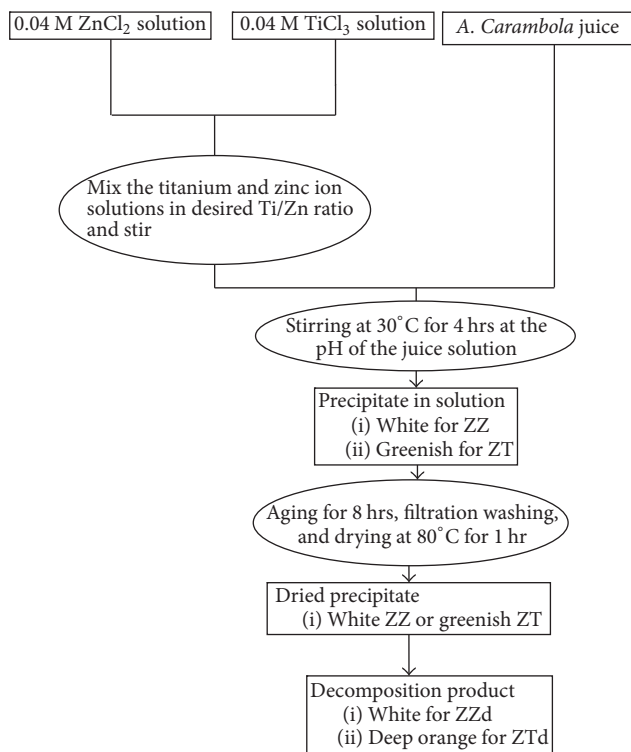 0.04 M ZnCl₂ solution
0.04 M TiCl₃ solution
A. Carambola juice
Mix the titanium and zinc ion
solutions in desired Ti/Zn ratio
and stir
Stirring at 30°C for 4 hrs at the
pH of the juice solution
Precipitate in solution
(i) White for ZZ
(ii) Greenish for ZT
Aging for 8 hrs, filtration washing,
and drying at 80°C for 1 hr
Dried precipitate
(i) White ZZ or greenish ZT
Decomposition product
(i) White for ZZd
(ii) Deep orange for ZTd